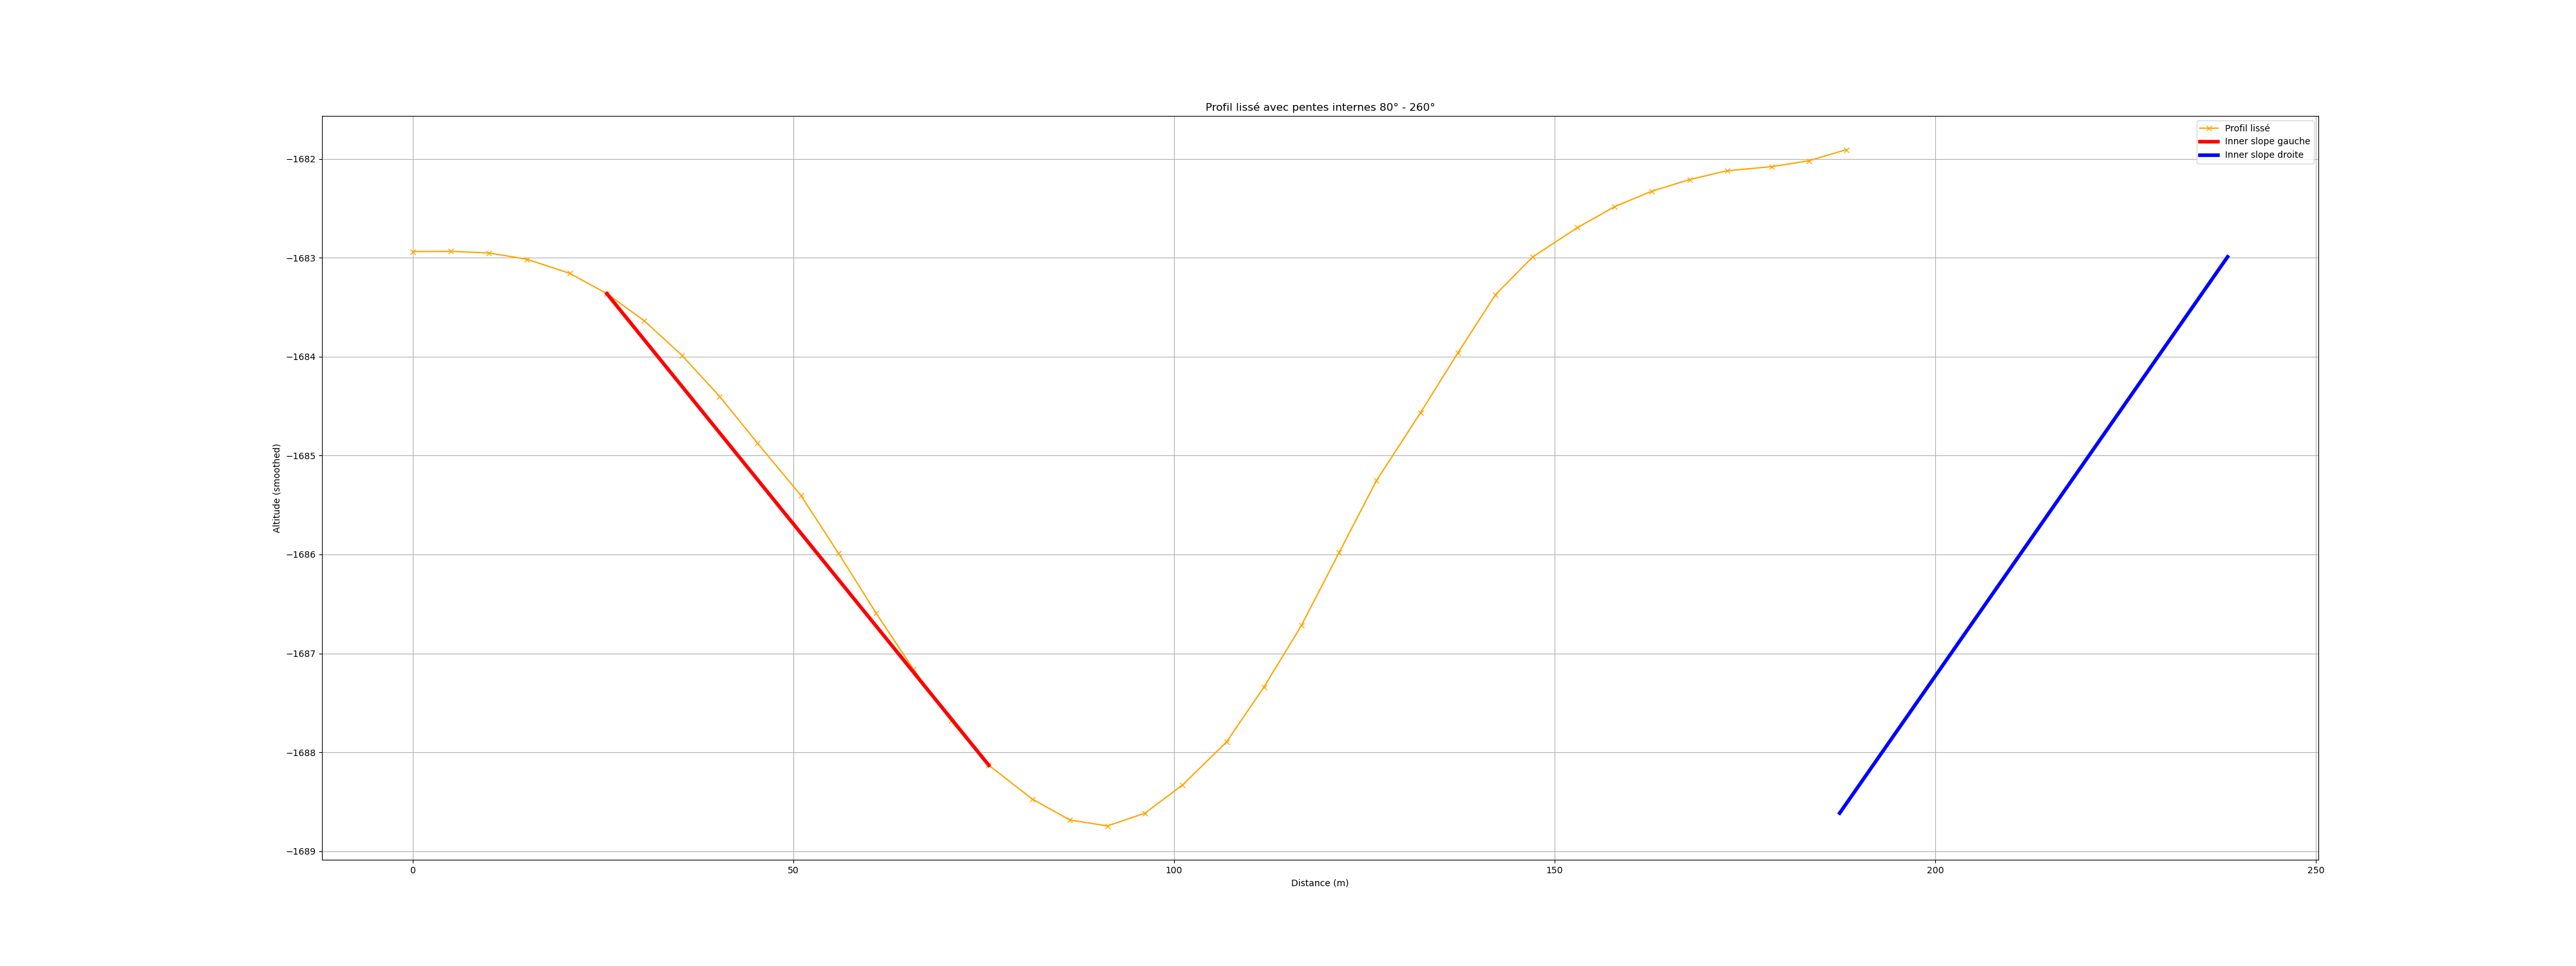 Profil lissé avec pentes internes 80° - 260°
Profil lissé
Inner slope gauche
Inner slope droite
−1682
−1683
−1684
−1685
−1686
−1687
−1688
−1689
Altitude (smoothed)
0
50
100
150
200
250
Distance (m)